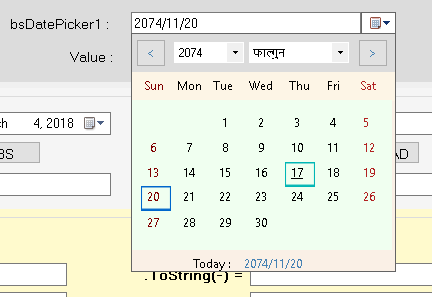 bsDatePicker1 : 2074/11/20
Value : < 2074 फाल्गुन >
Sun Mon Tue Wed Thu Fri Sat
1 2 3 4 5
ch 4, 2018 6 7 8 9 10 11 12
BS 13 14 15 16 17 18 19 AD
20 21 22 23 24 25 26
27 28 29 30
Today : 2074/11/20
.ToString(-) =